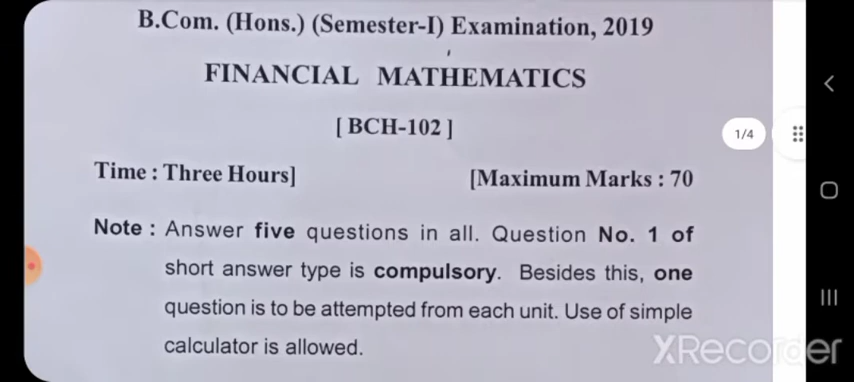 B.Com. (Hons.) (Semester-I) Examination, 2019
FINANCIAL MATHEMATICS
[ BCH-102 ]
1/4
Time : Three Hours]
[Maximum Marks : 70
Note : Answer five questions in all. Question No. 1 of
short answer type is compulsory. Besides this, one
question is to be attempted from each unit. Use of simple
calculator is allowed.
XRecorder